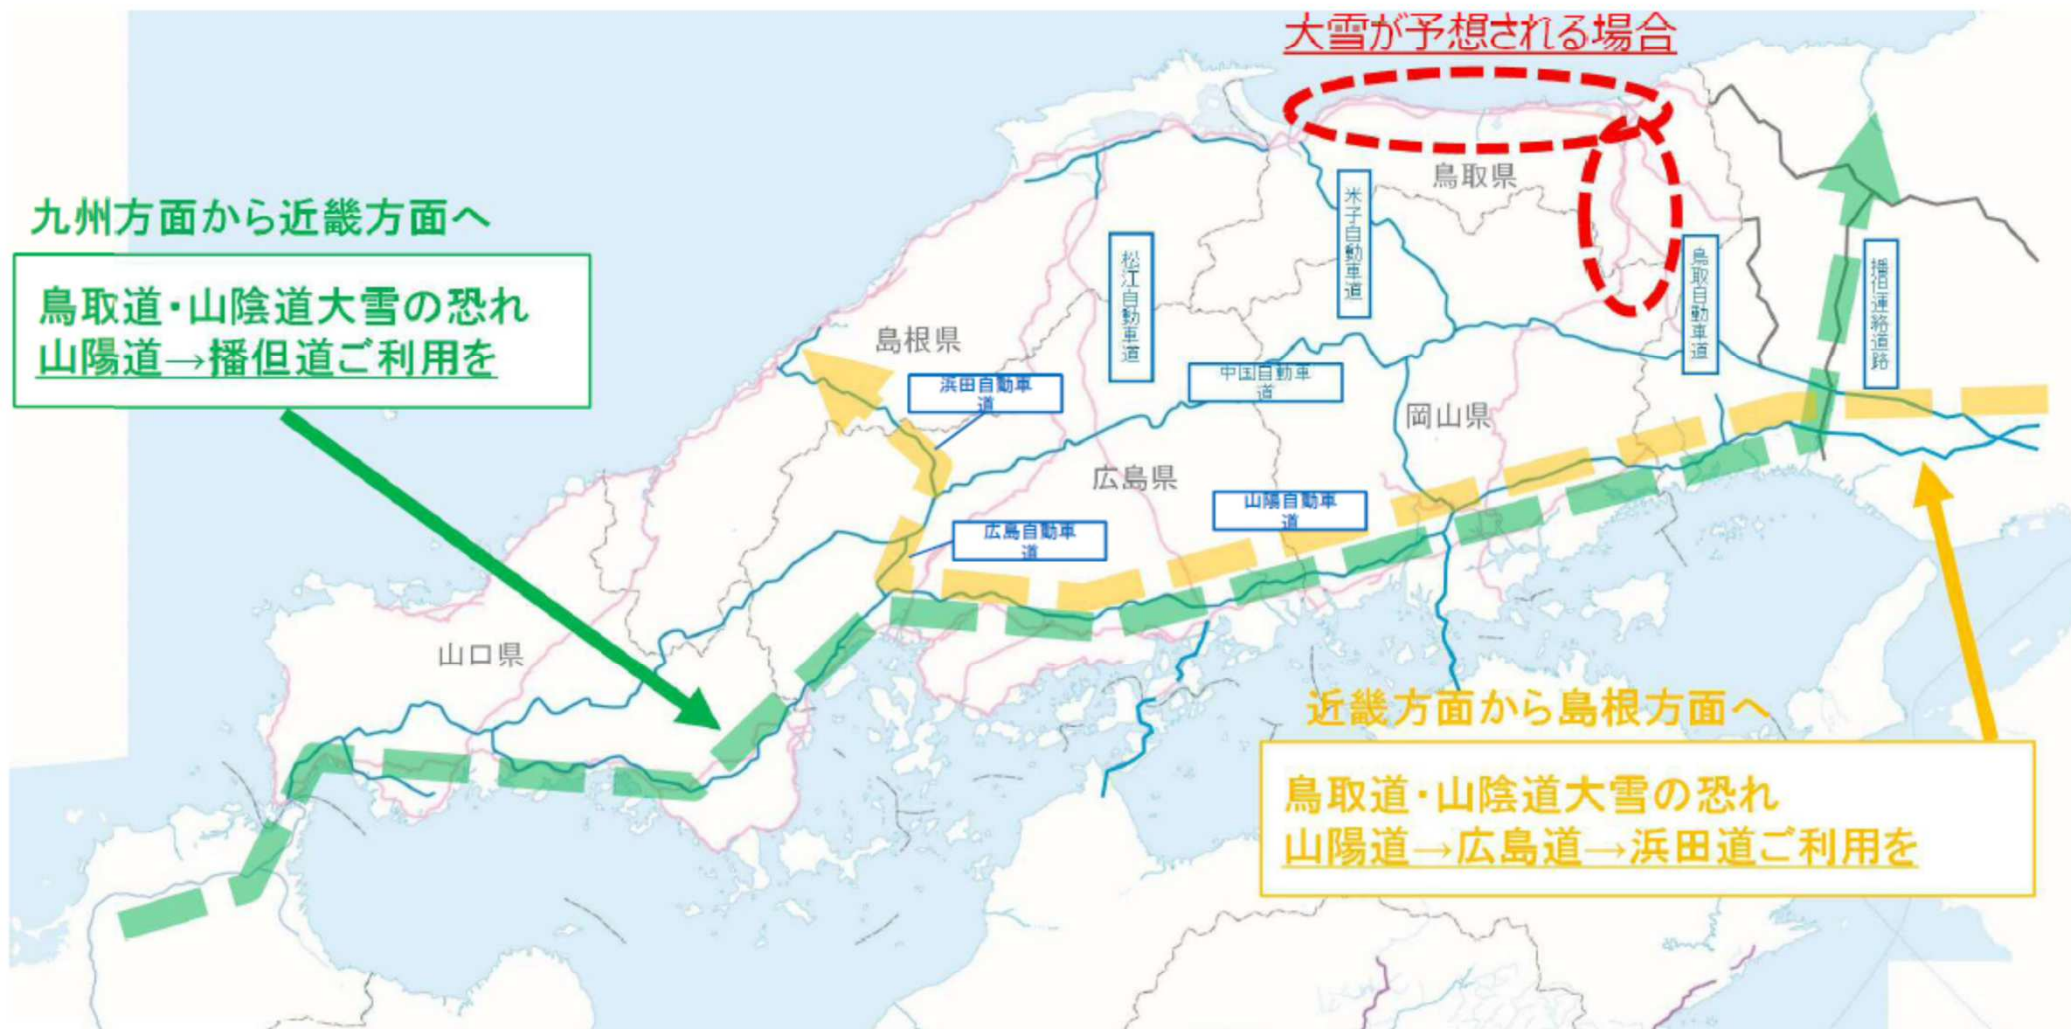 大雪が予想される場合
九州方面から近畿方面へ
鳥取道・山陰道大雪の恐れ
山陽道→播但道ご利用を
鳥取県
米子自動車道
松江自動車道
鳥取自動車道
播但連絡道路
島根県
浜田自動車
道
中国自動車
道
岡山県
広島県
山陽自動車
道
広島自動車
道
山口県
近畿方面から島根方面へ
鳥取道・山陰道大雪の恐れ
山陽道→広島道→浜田道ご利用を